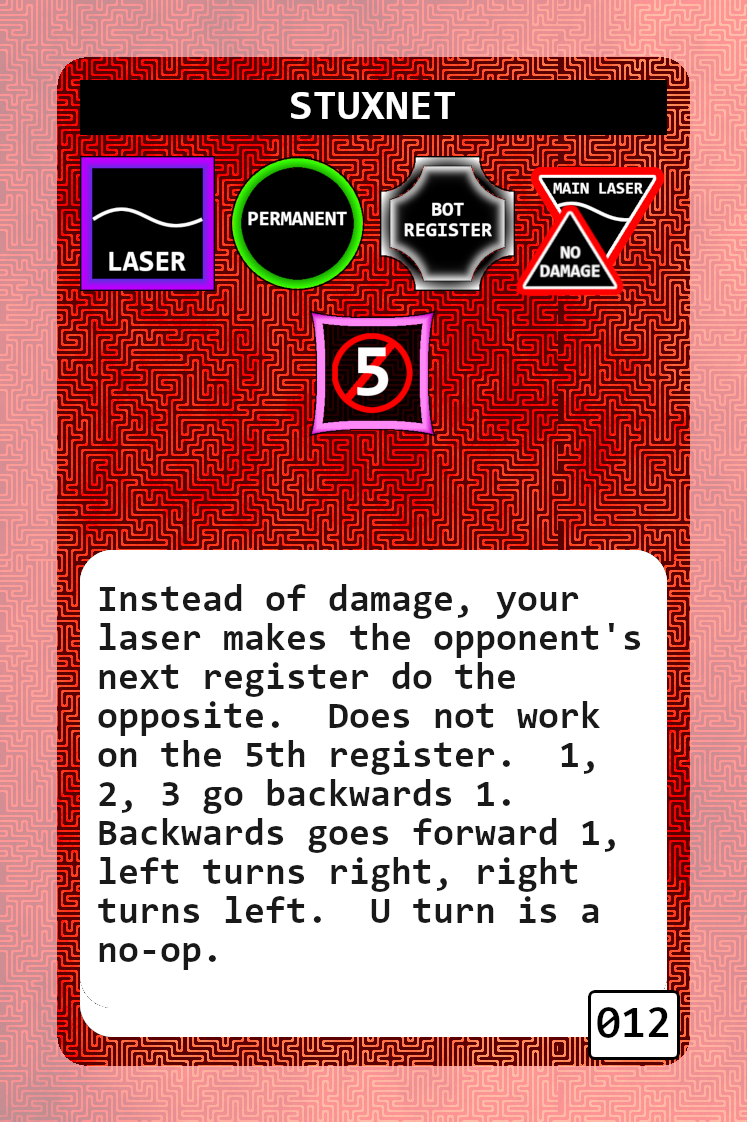 STUXNET
LASER
PERMANENT
BOT
REGISTER
MAIN LASER
NO
DAMAGE
5
Instead of damage, your
laser makes the opponent's
next register do the
opposite.  Does not work
on the 5th register.  1,
2, 3 go backwards 1.
Backwards goes forward 1,
left turns right, right
turns left.  U turn is a
no-op.
012